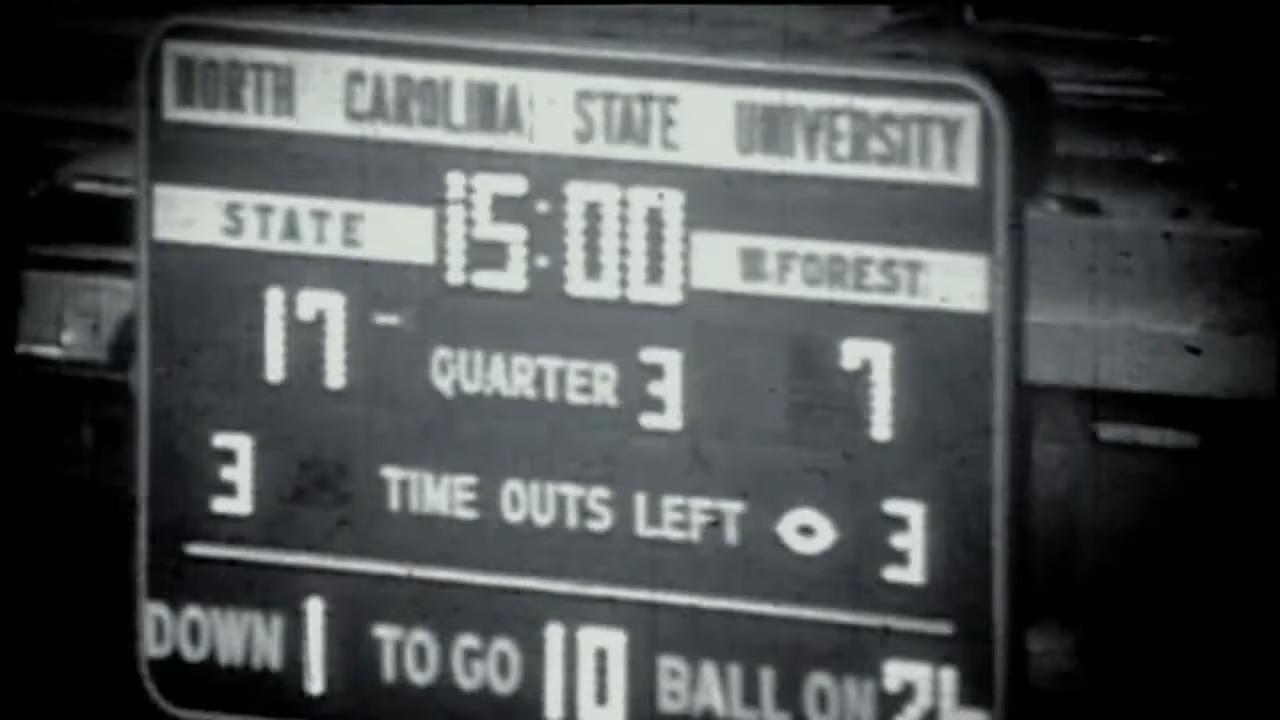 NORTH CAROLINA STATE UNIVERSITY
STATE 15:00 W.FOREST
17 QUARTER 3 7
3 TIME OUTS LEFT 3
DOWN 1 TO GO 10 BALL ON